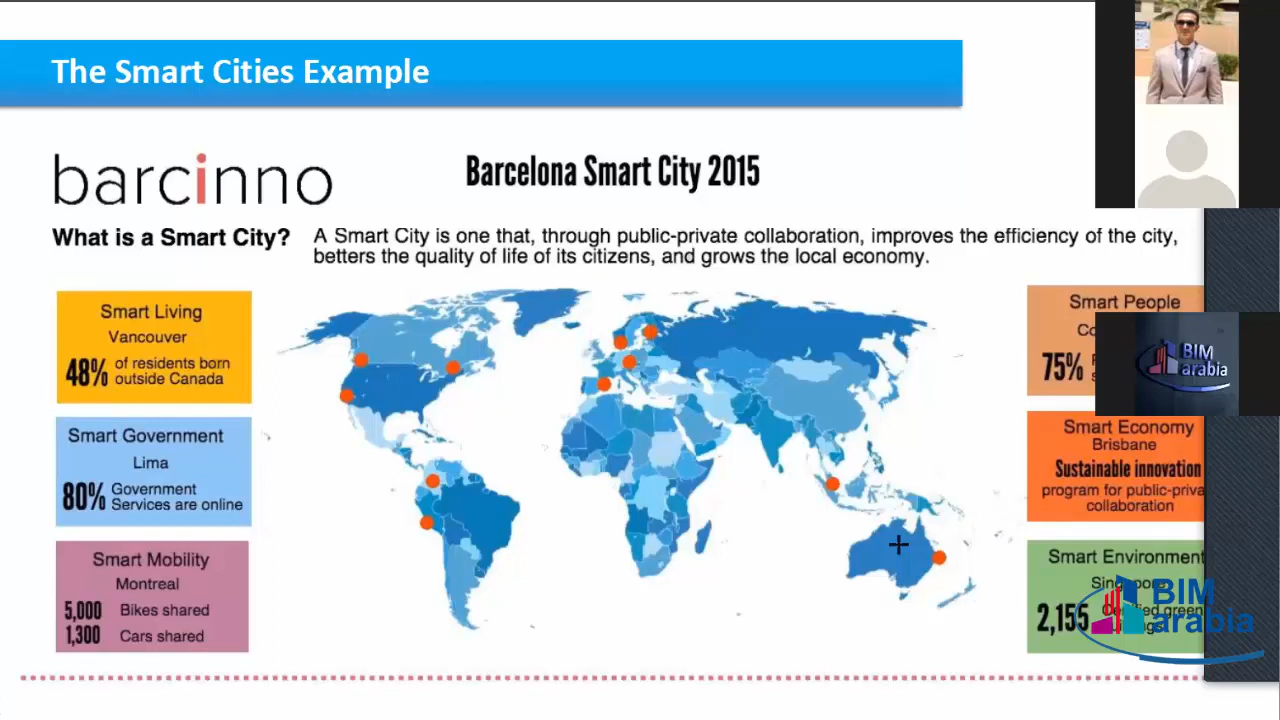 The Smart Cities Example
barcinno
Barcelona Smart City 2015
What is a Smart City?
A Smart City is one that, through public-private collaboration, improves the efficiency of the city,
betters the quality of life of its citizens, and grows the local economy.
Smart Living
Vancouver
48% of residents born
outside Canada
Smart Government
Lima
80% Government
Services are online
Smart Mobility
Montreal
5,000 Bikes shared
1,300 Cars shared
Smart People
75%
BIM
arabia
Smart Economy
Brisbane
Sustainable innovation
program for
collaboration
Smart Environment
2,155
green
BIM
arabia